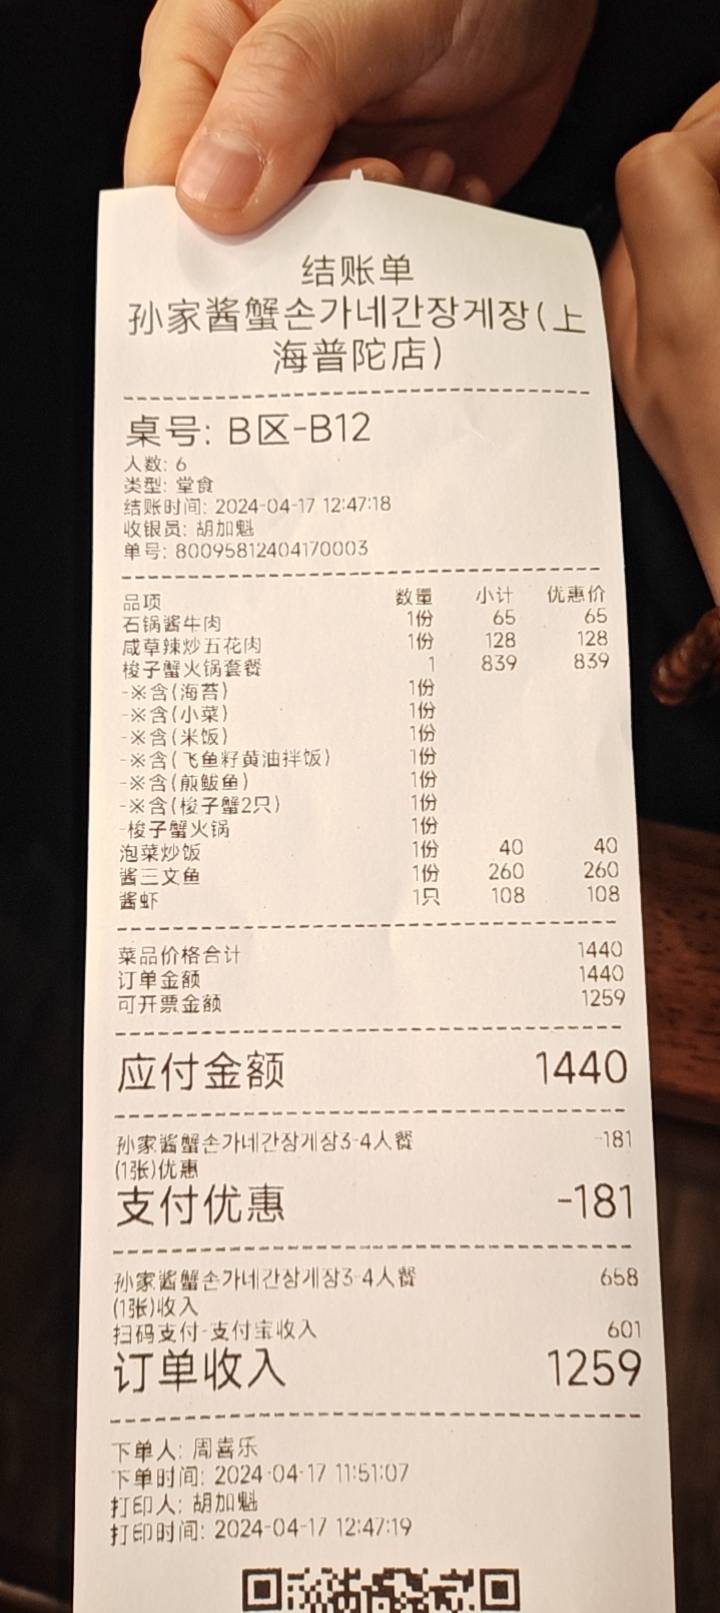 结账单
孙家酱蟹손가네간장게장(上
海普陀店)
桌号: B区-B12
人数: 6
类型: 堂食
结账时间: 2024-04-17 12:47:18
收银员: 胡加魁
单号: 80095812404170003
品项 数量 小计 优惠价
石锅酱牛肉 1份 65 65
咸草辣炒五花肉 1份 128 128
梭子蟹火锅套餐 1 839 839
-※含(海苔) 1份
-※含(小菜) 1份
-※含(米饭) 1份
-※含(飞鱼籽黄油拌饭) 1份
-※含(煎鲅鱼) 1份
-※含(梭子蟹2只) 1份
-梭子蟹火锅 1份
泡菜炒饭 1份 40 40
酱三文鱼 1份 260 260
酱虾 1只 108 108
菜品价格合计 1440
订单金额 1440
可开票金额 1259
应付金额 1440
孙家酱蟹손가네간장게장3-4人餐 -181
(1张)优惠
支付优惠 -181
孙家酱蟹손가네간장게장3-4人餐 658
(1张)收入
扫码支付-支付宝收入 601
订单收入 1259
下单人: 周喜乐
下单时间: 2024-04-17 11:51:07
打印人: 胡加魁
打印时间: 2024-04-17 12:47:19